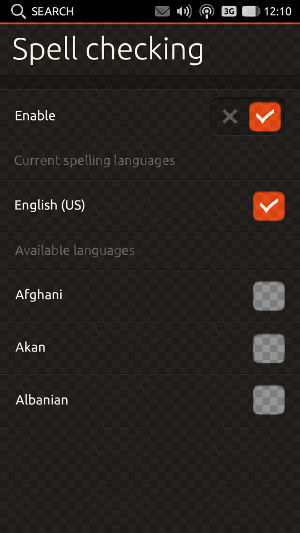 SEARCH 3G 12:10
Spell checking
Enable
Current spelling languages
English (US)
Available languages
Afghani
Akan
Albanian